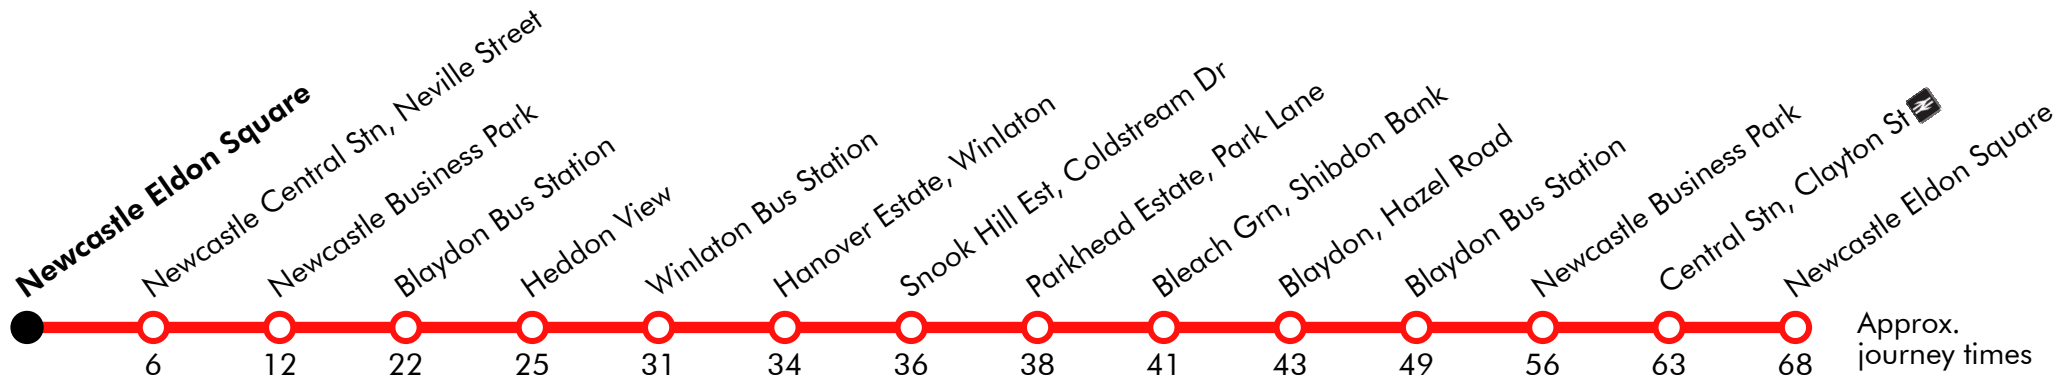 Newcastle Eldon Square
Newcastle Central Stn, Neville Street
Newcastle Business Park
Blaydon Bus Station
Heddon View
Winlaton Bus Station
Hanover Estate, Winlaton
Snook Hill Est, Coldstream Dr
Parkhead Estate, Park Lane
Bleach Grn, Shibdon Bank
Blaydon, Hazel Road
Blaydon Bus Station
Newcastle Business Park
Central Stn, Clayton St
Newcastle Eldon Square
6 12 22 25 31 34 36 38 41 43 49 56 63 68
Approx.
journey times